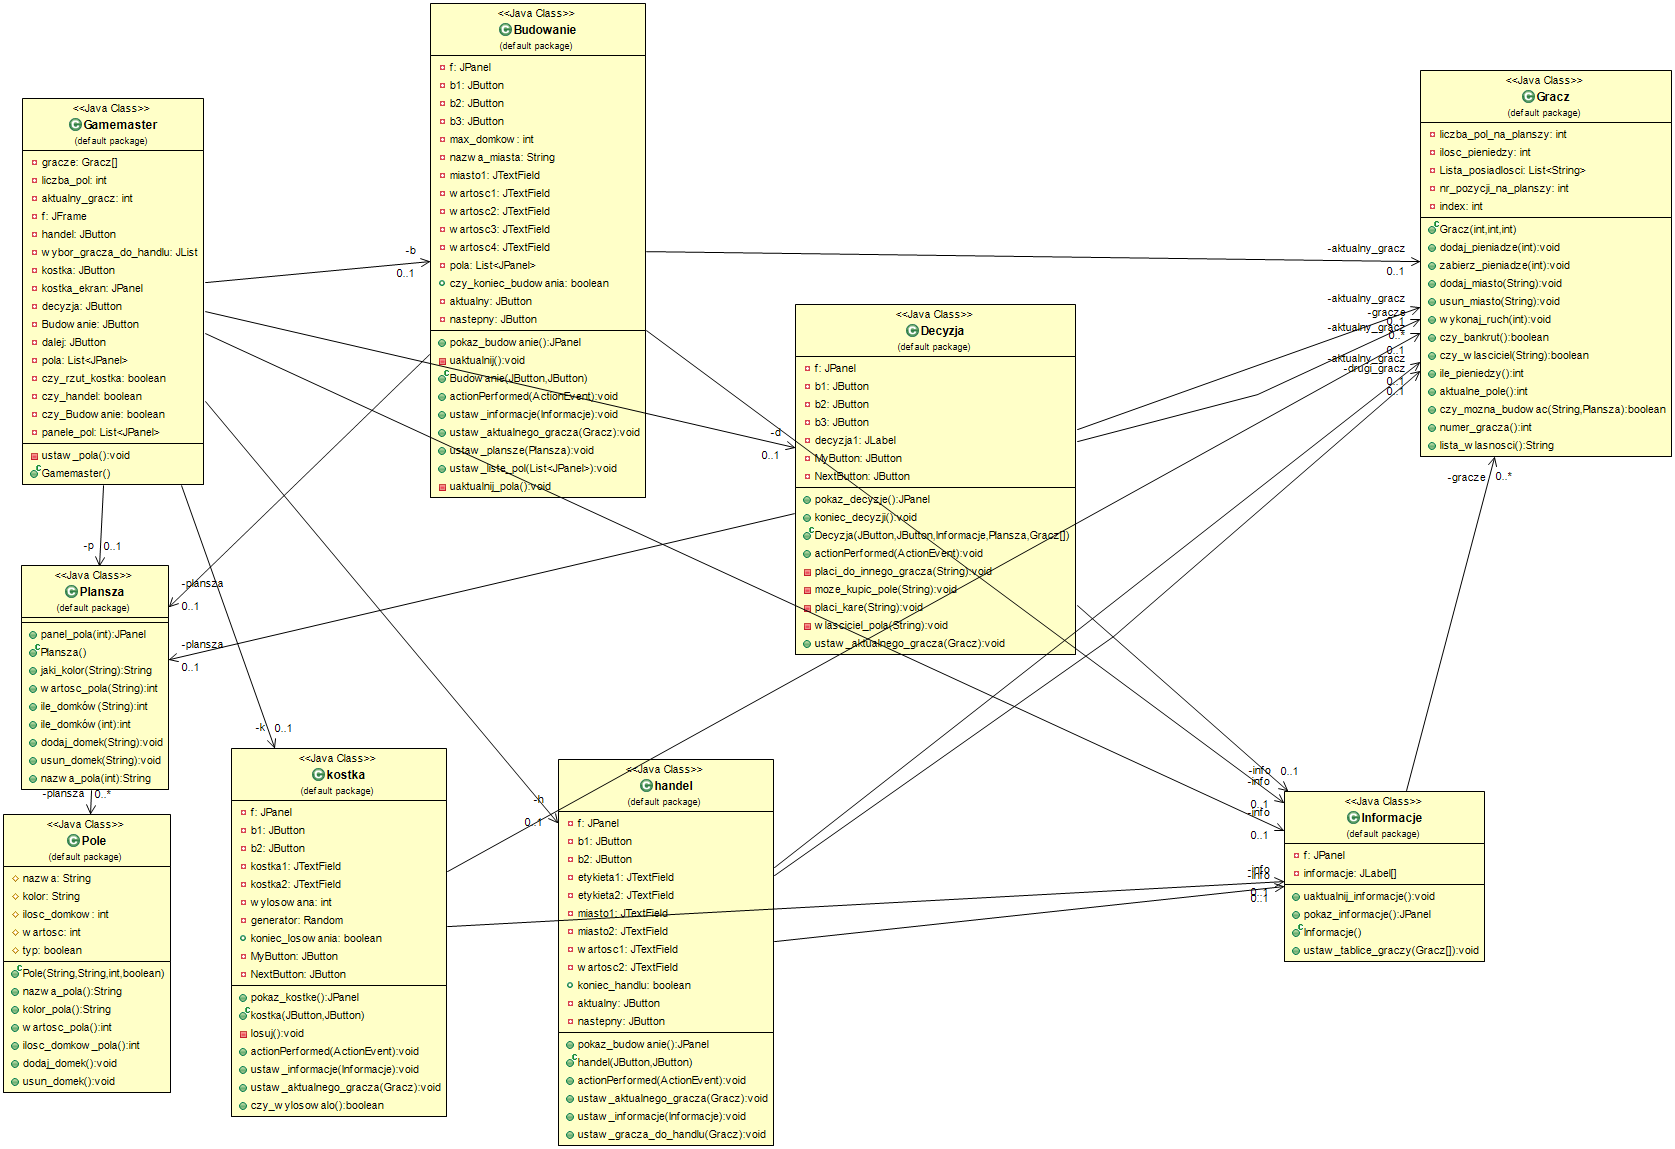 <<Java Class>>
Budowanie
(default package)
f: JPanel
b1: JButton
b2: JButton
b3: JButton
max_domkow: int
nazwa_miasta: String
miasto1: JTextField
wartosc1: JTextField
wartosc2: JTextField
wartosc3: JTextField
wartosc4: JTextField
pola: List<JPanel>
czy_koniec_budowania: boolean
aktualny: JButton
nastepny: JButton
pokaz_budowanie():JPanel
uaktualnij():void
Budowanie(JButton,JButton)
actionPerformed(ActionEvent):void
ustaw_informacje(Informacje):void
ustaw_aktualnego_gracza(Gracz):void
ustaw_plansze(Plansza):void
ustaw_liste_pol(List<JPanel>):void
uaktualnij_pola():void
<<Java Class>>
Gamemaster
(default package)
gracze: Gracz[]
liczba_pol: int
aktualny_gracz: int
f: JFrame
handel: JButton
wybor_gracza_do_handlu: JList
kostka: JButton
kostka_ekran: JPanel
decyzja: JButton
Budowanie: JButton
dalej: JButton
pola: List<JPanel>
czy_rzut_kostka: boolean
czy_handel: boolean
czy_Budowanie: boolean
panele_pol: List<JPanel>
ustaw_pola():void
Gamemaster()
<<Java Class>>
Gracz
(default package)
liczba_pol_na_planszy: int
ilosc_pieniedzy: int
Lista_posiadlosci: List<String>
nr_pozycji_na_planszy: int
index: int
Gracz(int,int,int)
dodaj_pieniadze(int):void
zabierz_pieniadze(int):void
dodaj_miasto(String):void
usun_miasto(String):void
wykonaj_ruch(int):void
czy_bankrut():boolean
czy_wlasciciel(String):boolean
ile_pieniedzy():int
aktualne_pole():int
czy_mozna_budowac(String,Plansza):boolean
numer_gracza():int
lista_wlasnosci():String
<<Java Class>>
Decyzja
(default package)
f: JPanel
b1: JButton
b2: JButton
b3: JButton
decyzja1: JLabel
MyButton: JButton
NextButton: JButton
pokaz_decyzje():JPanel
koniec_decyzji():void
Decyzja(JButton,JButton,Informacje,Plansza,Gracz[])
actionPerformed(ActionEvent):void
placi_do_innego_gracza(String):void
moze_kupic_pole(String):void
placi_kare(String):void
wlasciciel_pola(String):void
ustaw_aktualnego_gracza(Gracz):void
<<Java Class>>
Plansza
(default package)
panel_pola(int):JPanel
Plansza()
jaki_kolor(String):String
wartosc_pola(String):int
ile_domków(String):int
ile_domków(int):int
dodaj_domek(String):void
usun_domek(String):void
nazwa_pola(int):String
<<Java Class>>
Pole
(default package)
nazwa: String
kolor: String
ilosc_domkow: int
wartosc: int
typ: boolean
Pole(String,String,int,boolean)
nazwa_pola():String
kolor_pola():String
wartosc_pola():int
ilosc_domkow_pola():int
dodaj_domek():void
usun_domek():void
<<Java Class>>
kostka
(default package)
f: JPanel
b1: JButton
b2: JButton
kostka1: JTextField
kostka2: JTextField
wylosowana: int
generator: Random
koniec_losowania: boolean
MyButton: JButton
NextButton: JButton
pokaz_kostke():JPanel
kostka(JButton,JButton)
losuj():void
actionPerformed(ActionEvent):void
ustaw_informacje(Informacje):void
ustaw_aktualnego_gracza(Gracz):void
czy_wylosowalo():boolean
<<Java Class>>
handel
(default package)
f: JPanel
b1: JButton
b2: JButton
etykieta1: JTextField
etykieta2: JTextField
miasto1: JTextField
miasto2: JTextField
wartosc1: JTextField
wartosc2: JTextField
koniec_handlu: boolean
aktualny: JButton
nastepny: JButton
pokaz_budowanie():JPanel
handel(JButton,JButton)
actionPerformed(ActionEvent):void
ustaw_aktualnego_gracza(Gracz):void
ustaw_informacje(Informacje):void
ustaw_gracza_do_handlu(Gracz):void
<<Java Class>>
Informacje
(default package)
f: JPanel
informacje: JLabel[]
uaktualnij_informacje():void
pokaz_informacje():JPanel
Informacje()
ustaw_tablice_graczy(Gracz[]):void
-b
0..1
-d
0..1
-p 0..1
-plansza
0..1
-plansza
0..1
-plansza 0..*
-k 0..1
-h
0..1
-aktualny_gracz
0..1
-aktualny_gracz
0..1
-gracze
0..*
-aktualny_gracz
0..1
-aktualny_gracz
0..1
-drugi_gracz
0..1
-gracze 0..*
-info 0..1
-info
0..1
-info
0..1
-info
0..1
-info
0..1